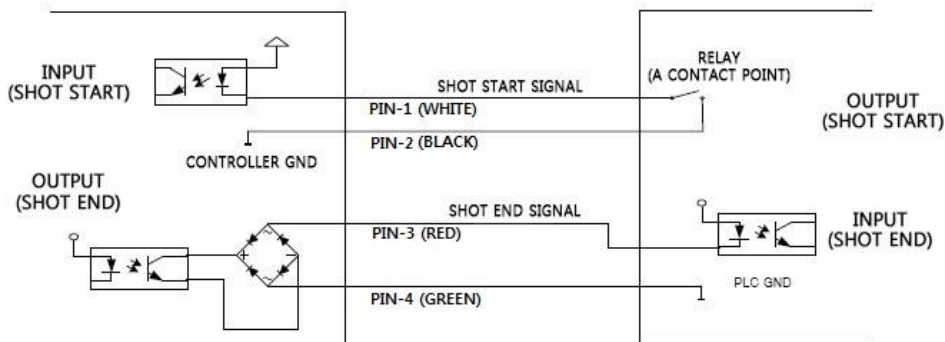 INPUT
(SHOT START)
SHOT START SIGNAL
RELAY
(A CONTACT POINT)
OUTPUT
(SHOT START)
PIN-1 (WHITE)
PIN-2 (BLACK)
CONTROLLER GND
OUTPUT
(SHOT END)
SHOT END SIGNAL
PIN-3 (RED)
INPUT
(SHOT END)
PLC GND
PIN-4 (GREEN)